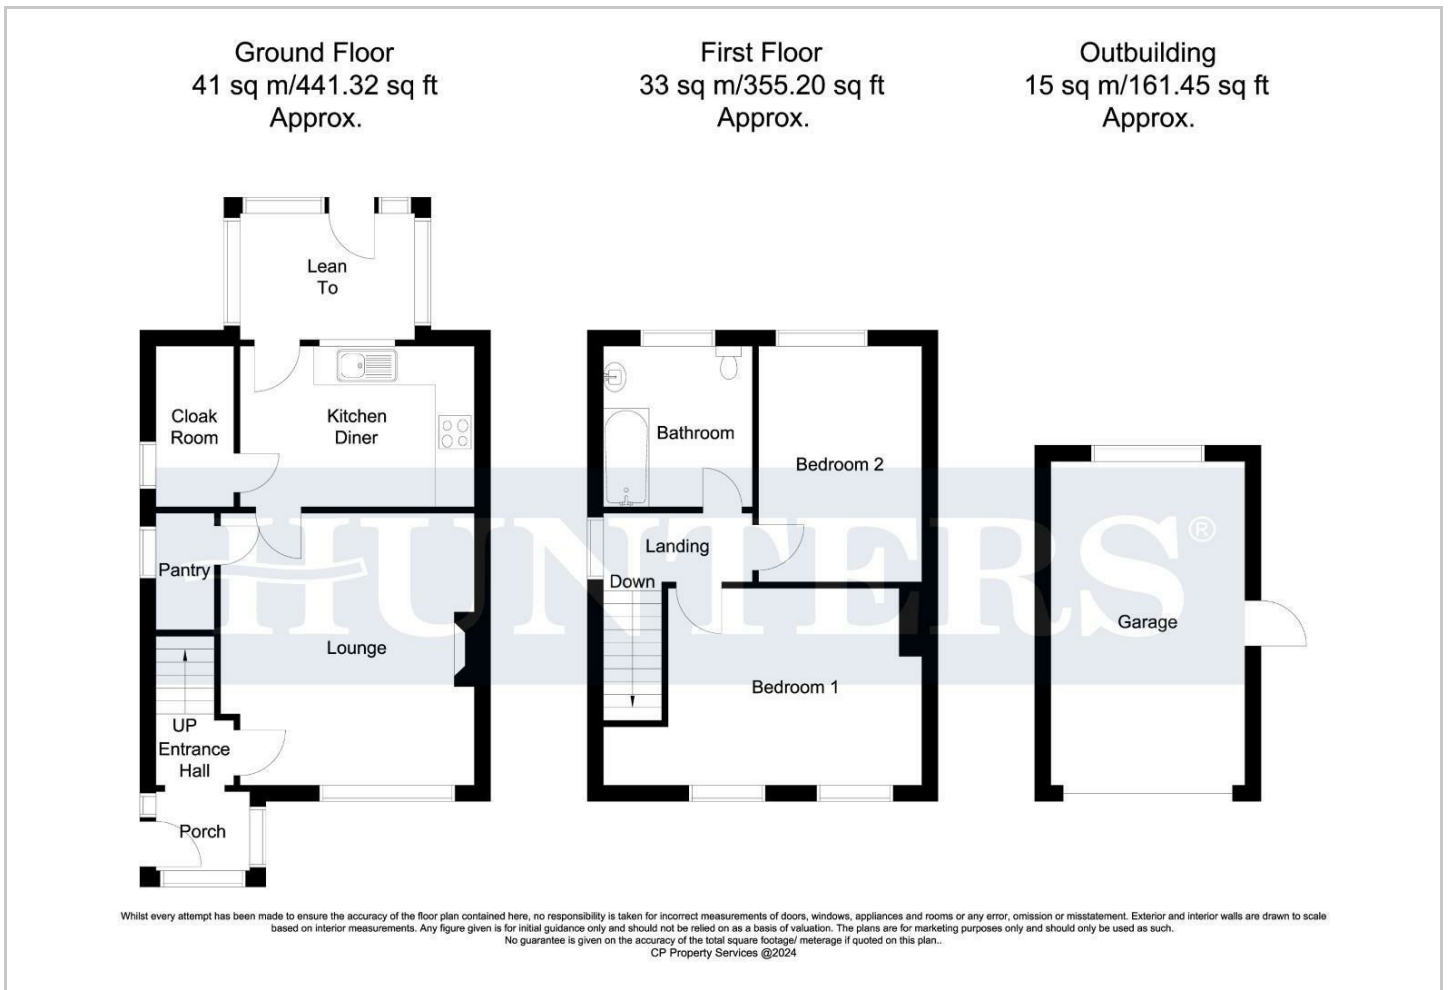 Ground Floor
41 sq m/441.32 sq ft
Approx.
First Floor
33 sq m/355.20 sq ft
Approx.
Outbuilding
15 sq m/161.45 sq ft
Approx.
Lean
To
Cloak
Room
Kitchen
Diner
Pantry
Lounge
UP
Entrance
Hall
Porch
Bathroom
Bedroom 2
Landing
Down
Bedroom 1
Garage
HUNTERS®
Whilst every attempt has been made to ensure the accuracy of the floor plan contained here, no responsibility is taken for incorrect measurements of doors, windows, appliances and rooms or any error, omission or misstatement. Exterior and interior walls are drawn to scale
based on interior measurements. Any figure given is for initial guidance only and should not be relied on as a basis of valuation. The plans are for marketing purposes only and should only be used as such.
No guarantee is given on the accuracy of the total square footage/ meterage if quoted on this plan..
CP Property Services @2024